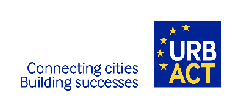 Connecting cities
Building successes
URB
ACT